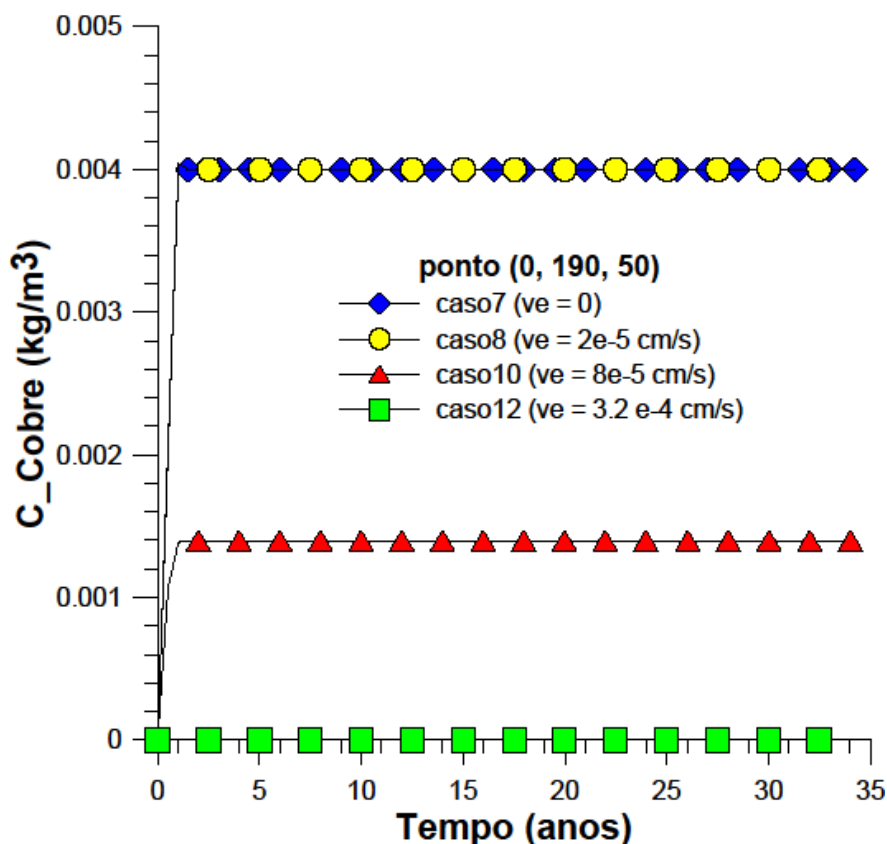 0.005
0.004
0.003
0.002
0.001
0
C_Cobre (kg/m3)
ponto (0, 190, 50)
caso7 (ve = 0)
caso8 (ve = 2e-5 cm/s)
caso10 (ve = 8e-5 cm/s)
caso12 (ve = 3.2 e-4 cm/s)
0 5 10 15 20 25 30 35
Tempo (anos)